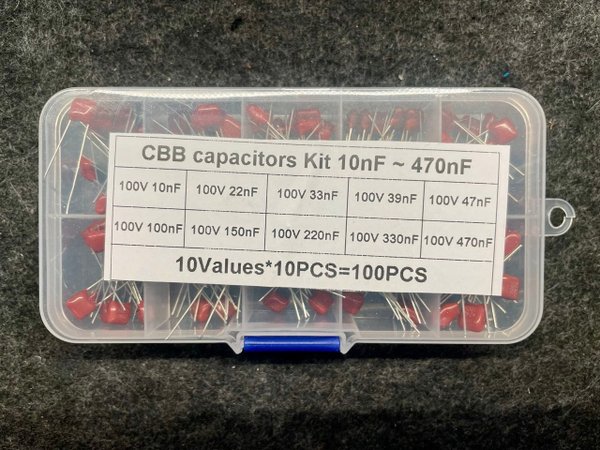 CBB capacitors Kit 10nF ~ 470nF
100V 10nF 100V 22nF 100V 33nF 100V 39nF 100V 47nF
100V 100nF 100V 150nF 100V 220nF 100V 330nF 100V 470nF
10Values*10PCS=100PCS